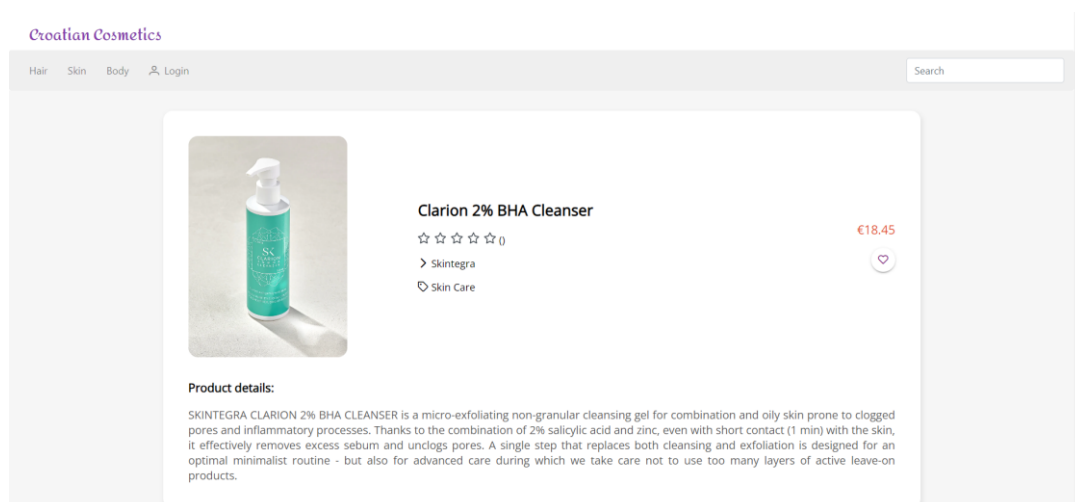 Croatian Cosmetics
Hair Skin Body Login
Search
Clarion 2% BHA Cleanser
()
€18.45
Skintegra
Skin Care
SK
Product details:
SKINTEGRA CLARION 2% BHA CLEANSER is a micro-exfoliating non-granular cleansing gel for combination and oily skin prone to clogged
pores and inflammatory processes. Thanks to the combination of 2% salicylic acid and zinc, even with short contact (1 min) with the skin,
it effectively removes excess sebum and unclogs pores. A single step that replaces both cleansing and exfoliation is designed for an
optimal minimalist routine - but also for advanced care during which we take care not to use too many layers of active leave-on
products.